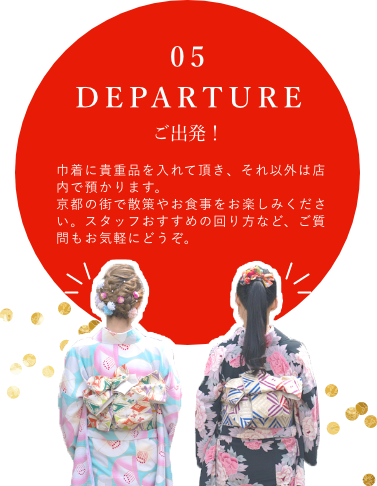 05
DEPARTURE
ご出発！
巾着に貴重品を入れて頂き、それ以外は店
内で預かります。
京都の街で散策やお食事をお楽しみくださ
い。スタッフおすすめの回り方など、ご質
問もお気軽にどうぞ。